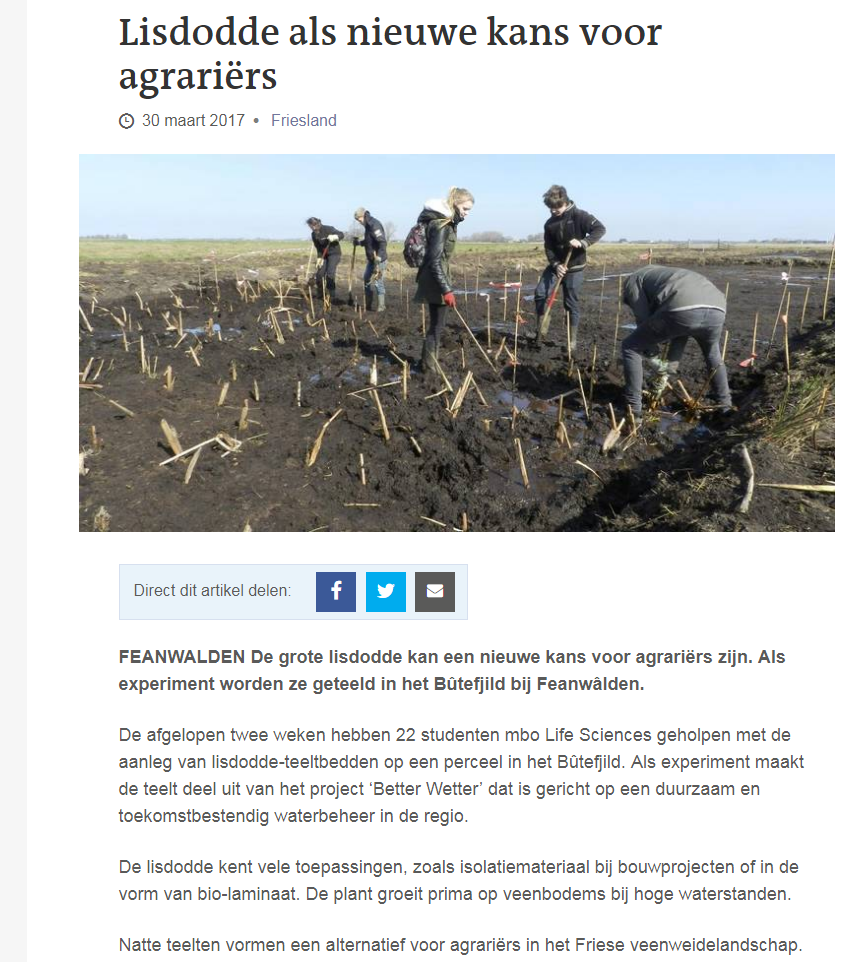 Lisdodde als nieuwe kans voor
agrariërs
30 maart 2017 • Friesland
Direct dit artikel delen:
FEANWALDEN De grote lisdodde kan een nieuwe kans voor agrariërs zijn. Als
experiment worden ze geteeld in het Bûtefjild bij Feanwâlden.
De afgelopen twee weken hebben 22 studenten mbo Life Sciences geholpen met de
aanleg van lisdodde-teeltbedden op een perceel in het Bûtefjild. Als experiment maakt
de teelt deel uit van het project ‘Better Wetter’ dat is gericht op een duurzaam en
toekomstbestendig waterbeheer in de regio.
De lisdodde kent vele toepassingen, zoals isolatiemateriaal bij bouwprojecten of in de
vorm van bio-laminaat. De plant groeit prima op veenbodems bij hoge waterstanden.
Natte teelten vormen een alternatief voor agrariërs in het Friese veenweidelandschap.